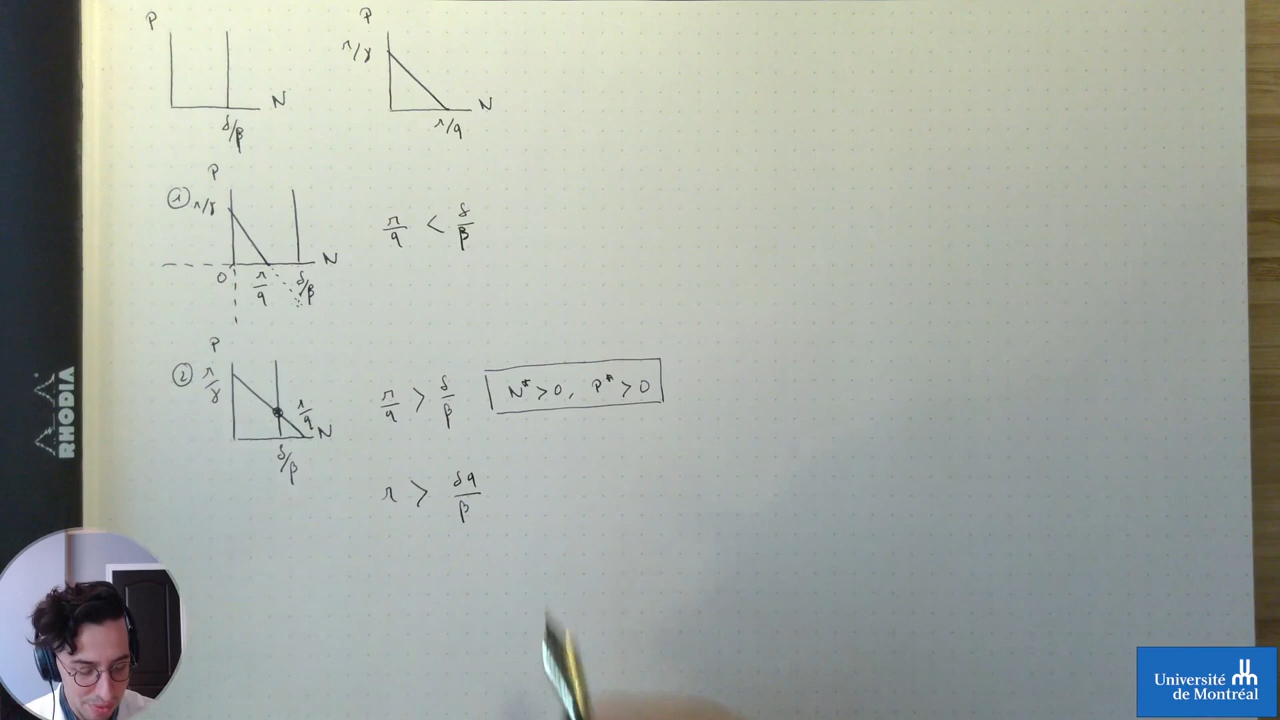 P
N
δ/β
P
r/γ
N
r/q
①
P
r/γ
0
r/q
δ/β
N
r/q < δ/β
②
P
r/γ
r/q
N
δ/β
r/q > δ/β
N* > 0, P* > 0
r > δq/β
RHODIA
Université
de Montréal